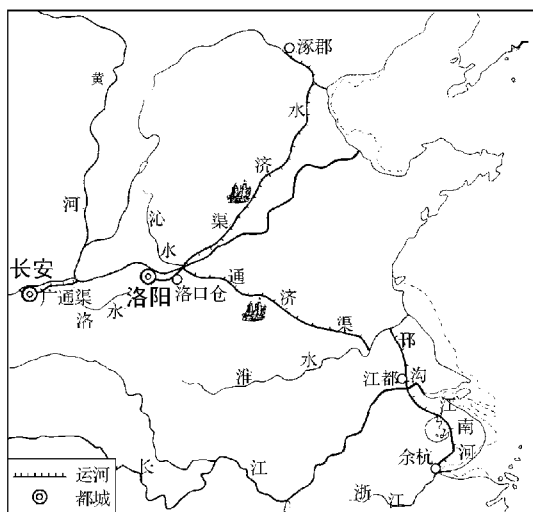 涿郡
黄河
水济渠
沁水
长安
广通渠
洛阳
洛口仓
洛水
通济渠
淮水
邗沟
江都
江南河
余杭
长江
浙江
运河
都城